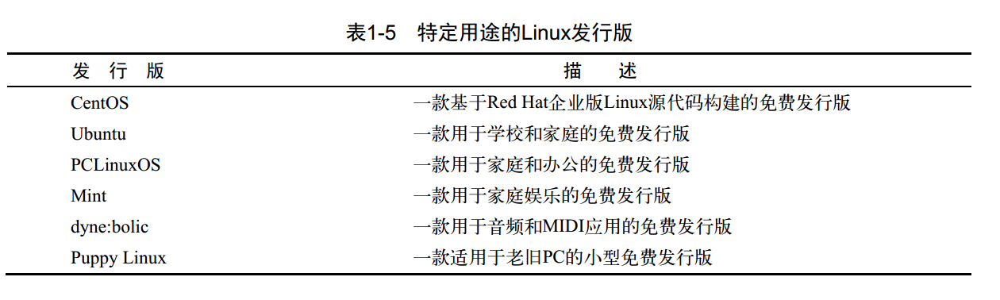 表1-5 特定用途的Linux发行版
发 行 版 描 述
CentOS 一款基于Red Hat企业版Linux源代码构建的免费发行版
Ubuntu 一款用于学校和家庭的免费发行版
PCLinuxOS 一款用于家庭和办公的免费发行版
Mint 一款用于家庭娱乐的免费发行版
dyne:bolic 一款用于音频和MIDI应用的免费发行版
Puppy Linux 一款适用于老旧PC的小型免费发行版